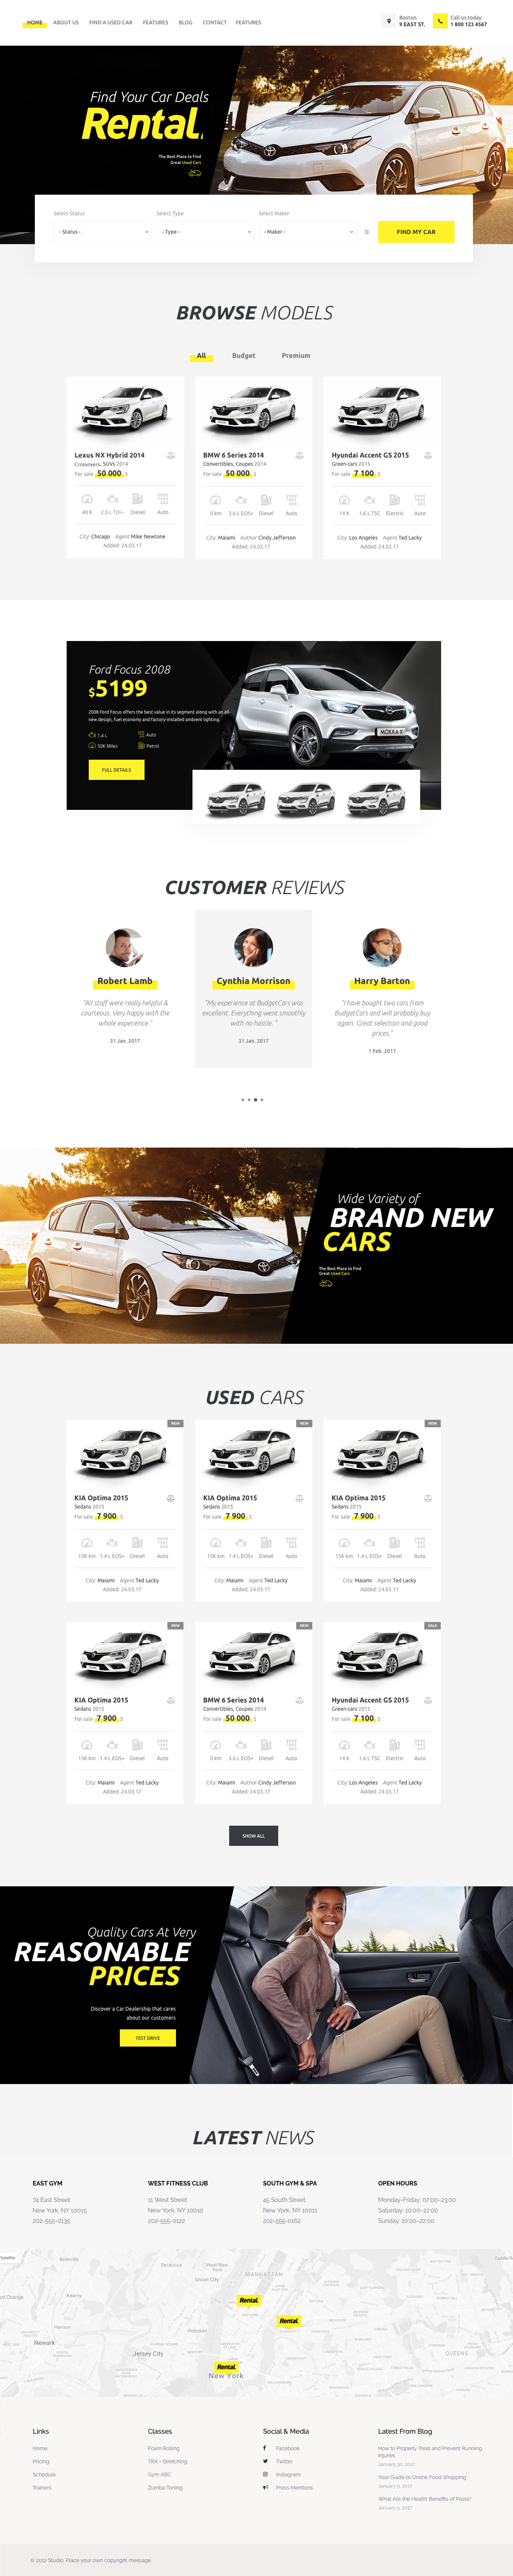 HOME ABOUT US FIND A USED CAR FEATURES BLOG CONTACT FEATURES
Boston
9 EAST ST.
Call us today
1 800 123 4567
Find Your Car Deals
Rental.
The Best Place to Find
Great Used Cars
Select Status Select Type Select Maker
- Status - - Type - - Maker - FIND MY CAR
BROWSE MODELS
All Budget Premium
Lexus NX Hybrid 2014
Crossovers, SUVs 2014
For sale 50 000 $
40 K 2.5 L TDI+ Diesel Auto
City: Chicago Agent Mike Newtone
Added: 24.03.17
BMW 6 Series 2014
Convertibles, Coupes 2014
For sale 50 000 $
0 km 3.6 L EOS+ Diesel Auto
City: Maiami Author Cindy Jefferson
Added: 24.03.17
Hyundai Accent GS 2015
Green-cars 2015
For sale 7 100 $
14 K 1.6 L TSC Electric Auto
City: Los Angeles Agent Ted Lacky
Added: 24.03.17
Ford Focus 2008
$5199
2008 Ford Focus offers the best value in its segment along with an all-
new design, fuel economy and factory-installed ambient lighting.
1,4 L Auto
50K Miles Petrol
FULL DETAILS
MOKKA X
CUSTOMER REVIEWS
Robert Lamb
"All staff were really helpful &
courteous. Very happy with the
whole experience."
31 Jan. 2017
Cynthia Morrison
"My experience at BudgetCars was
excellent. Everything went smoothly
with no hassle. "
31 Jan. 2017
Harry Barton
"I have bought two cars from
BudgetCars and will probably buy
again. Great selection and good
prices."
1 Feb. 2017
Wide Variety of
BRAND NEW
CARS
The Best Place to Find
Great Used Cars
USED CARS
NEW
KIA Optima 2015
Sedans 2015
For sale 7 900 $
15K km 1.4 L EOS+ Diesel Auto
City: Maiami Agent Ted Lacky
Added: 24.03.17
NEW
KIA Optima 2015
Sedans 2015
For sale 7 900 $
15K km 1.4 L EOS+ Diesel Auto
City: Maiami Agent Ted Lacky
Added: 24.03.17
NEW
KIA Optima 2015
Sedans 2015
For sale 7 900 $
15K km 1.4 L EOS+ Diesel Auto
City: Maiami Agent Ted Lacky
Added: 24.03.17
NEW
KIA Optima 2015
Sedans 2015
For sale 7 900 $
15K km 1.4 L EOS+ Diesel Auto
City: Maiami Agent Ted Lacky
Added: 24.03.17
NEW
BMW 6 Series 2014
Convertibles, Coupes 2014
For sale 50 000 $
0 km 3.6 L EOS+ Diesel Auto
City: Maiami Author Cindy Jefferson
Added: 24.03.17
SALE
Hyundai Accent GS 2015
Green-cars 2015
For sale 7 100 $
14 K 1.6 L TSC Electric Auto
City: Los Angeles Agent Ted Lacky
Added: 24.03.17
SHOW ALL
Quality Cars At Very
REASONABLE
PRICES
Discover a Car Dealership that cares
about our customers
TEST DRIVE
LATEST NEWS
EAST GYM
74 East Street
New York, NY 10015
202-555-0135
WEST FITNESS CLUB
11 West Street
New York, NY 10010
202-555-0122
SOUTH GYM & SPA
45 South Street
New York, NY 10011
202-555-0162
OPEN HOURS
Monday-Friday: 07:00–23:00
Saturday: 10:00–22:00
Sunday: 10:00–22:00
Satellite
Belleville
Secaucus
West New
York
Union City
MANHATTAN
Kearny
Rental.
Harrison
Hoboken
Rental.
Newark
Jersey City
QUEENS
Rental.
New York
Links
Home
Pricing
Schedule
Trainers
Classes
Foam Rolling
TRX + Stretching
Gym ABC
Zumba Toning
Social & Media
Facebook
Twitter
Instagram
Press Mentions
Latest From Blog
How to Properly Treat and Prevent Running
Injuries
January 30, 2017
Your Guide to Online Food Shopping
January 9, 2017
What Are the Health Benefits of Pasta?
January 5, 2017
© 2017 Studio. Place your own copyright message.